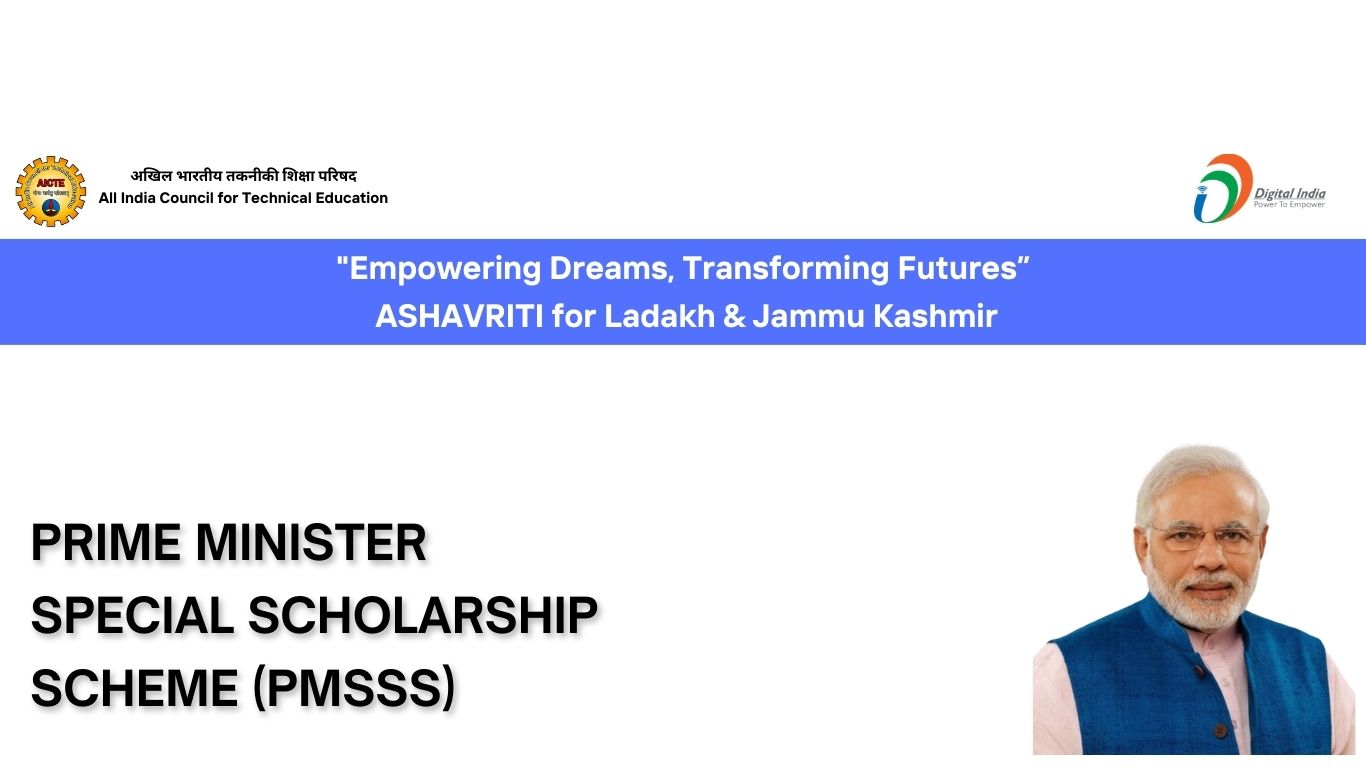 अखिल भारतीय तकनीकी शिक्षा परिषद
All India Council for Technical Education
AICTE
Digital India
Power To Empower
"Empowering Dreams, Transforming Futures”
ASHAVRITI for Ladakh & Jammu Kashmir
PRIME MINISTER
SPECIAL SCHOLARSHIP
SCHEME (PMSSS)